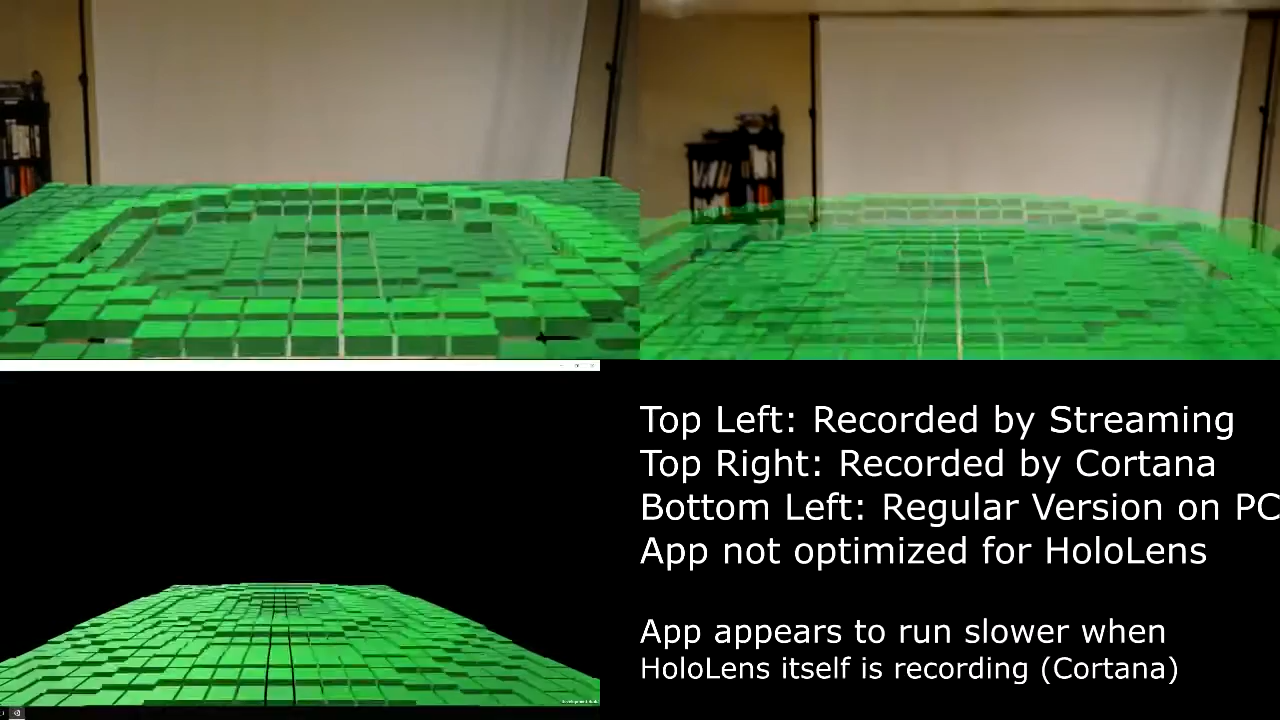 Top Left: Recorded by Streaming
Top Right: Recorded by Cortana
Bottom Left: Regular Version on PC
App not optimized for HoloLens
App appears to run slower when
HoloLens itself is recording (Cortana)